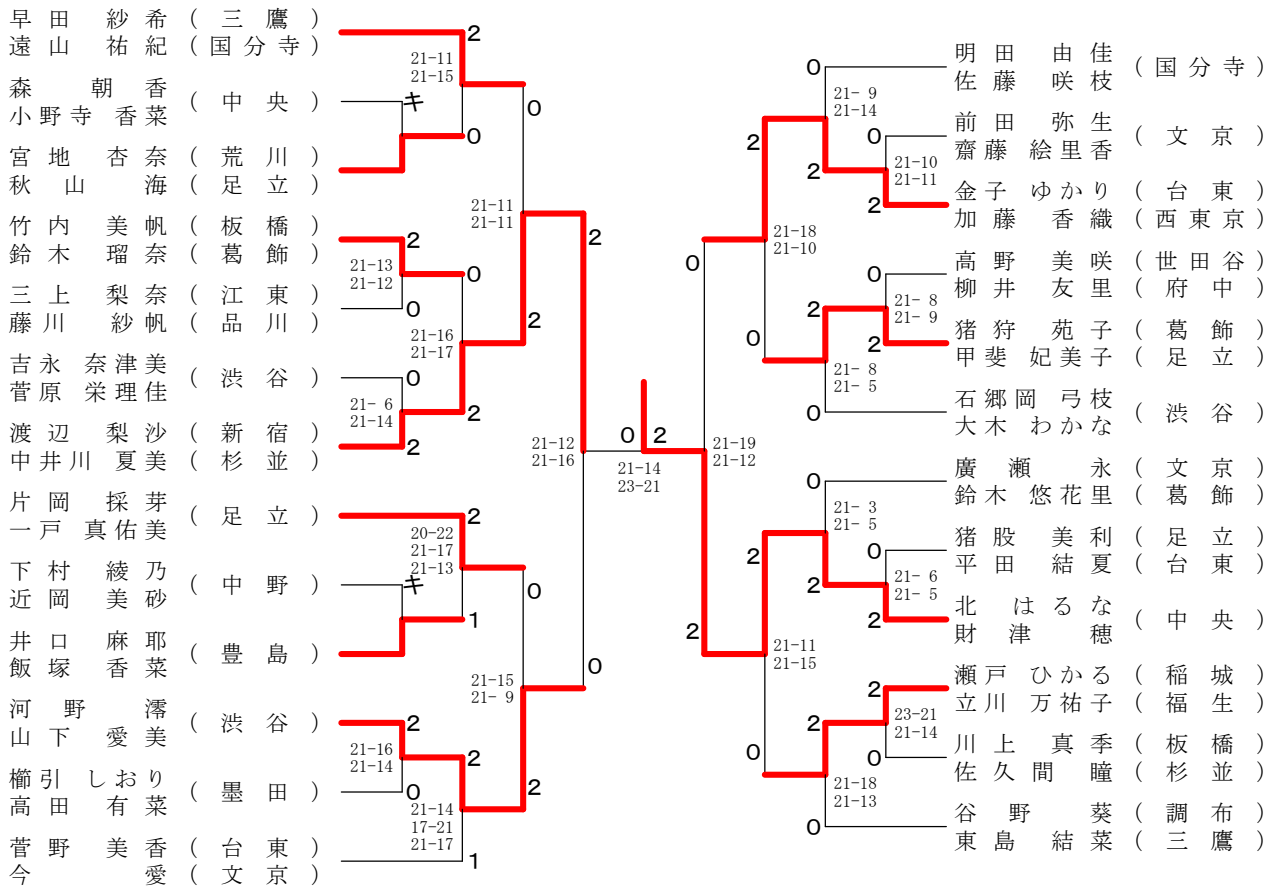 早田 紗希 ( 三鷹 )
遠山 祐紀 ( 国分寺 )
森 朝香
小野寺 香菜
( 中央 )
宮地 杏奈 ( 荒川 )
秋山 海 ( 足立 )
竹内 美帆 ( 板橋 )
鈴木 瑠奈 ( 葛飾 )
三上 梨奈 ( 江東 )
藤川 紗帆 ( 品川 )
吉永 奈津美
菅原 栄理佳
( 渋谷 )
渡辺 梨沙 ( 新宿 )
中井川 夏美 ( 杉並 )
片岡 採芽
一戸 真佑美
( 足立 )
下村 綾乃
近岡 美砂
( 中野 )
井口 麻耶
飯塚 香菜
( 豊島 )
河野 澪
山下 愛美
( 渋谷 )
櫛引 しおり
高田 有菜
( 墨田 )
菅野 美香 ( 台東 )
今 愛 ( 文京 )
2
21-11
21-15
キ
0
0
2
21-13
21-12
0
0
21-11
21-11
2
21-16
21-17
0
21- 6
21-14
2
2
2
21-12
21-16
2
20-22
21-17
21-13
キ
1
0
21-15
21- 9
0
2
21-16
21-14
0
2
2
21-14
17-21
21-17
1
0
2
21-14
23-21
0
21- 9
21-14
0
21-10
21-11
2
2
2
21-18
21-10
0
0
21- 8
21- 9
2
2
0
21- 8
21- 5
0
21-19
21-12
0
21- 3
21- 5
0
21- 6
21- 5
2
2
2
2
21-11
21-15
2
23-21
21-14
0
2
0
21-18
21-13
0
明田 由佳
佐藤 咲枝
( 国分寺 )
前田 弥生
齋藤 絵里香
( 文京 )
金子 ゆかり ( 台東 )
加藤 香織 ( 西東京 )
高野 美咲 ( 世田谷 )
柳井 友里 ( 府中 )
猪狩 苑子 ( 葛飾 )
甲斐 妃美子 ( 足立 )
石郷岡 弓枝
大木 わかな
( 渋谷 )
廣瀬 永 ( 文京 )
鈴木 悠花里 ( 葛飾 )
猪股 美利 ( 足立 )
平田 結夏 ( 台東 )
北 はるな
財津 穂
( 中央 )
瀬戸 ひかる ( 稲城 )
立川 万祐子 ( 福生 )
川上 真季 ( 板橋 )
佐久間 瞳 ( 杉並 )
谷野 葵 ( 調布 )
東島 結菜 ( 三鷹 )